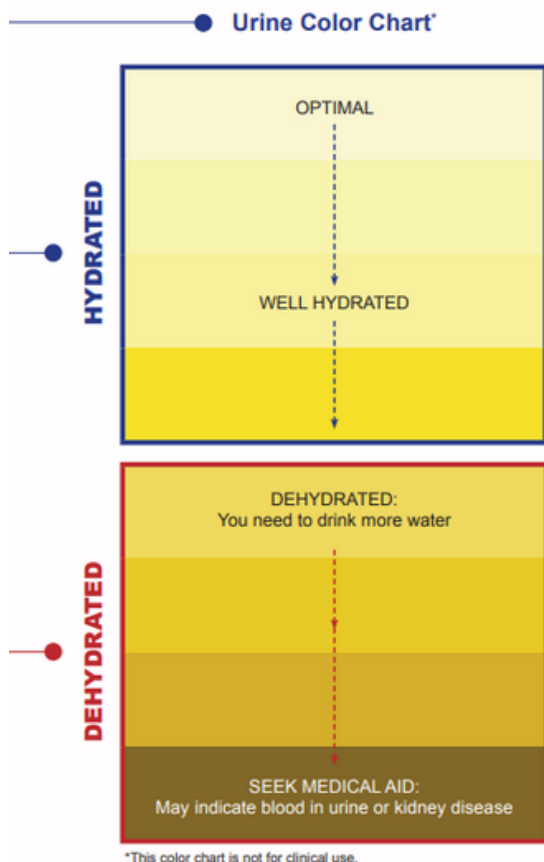 Urine Color Chart*
HYDRATED
OPTIMAL
WELL HYDRATED
DEHYDRATED
DEHYDRATED:
You need to drink more water
SEEK MEDICAL AID:
May indicate blood in urine or kidney disease
*This color chart is not for clinical use.